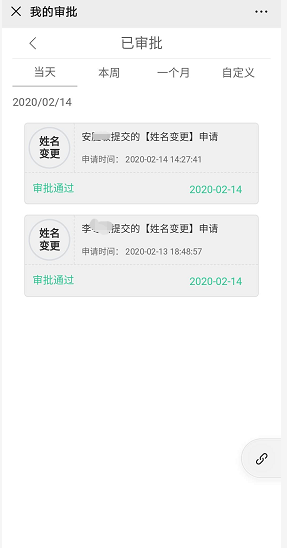 我的审批
已审批
当天 本周 一个月 自定义
2020/02/14
姓名变更
安 提交的【姓名变更】申请
申请时间: 2020-02-14 14:27:41
审批通过 2020-02-14
姓名变更
李 提交的【姓名变更】申请
申请时间: 2020-02-13 18:48:57
审批通过 2020-02-14